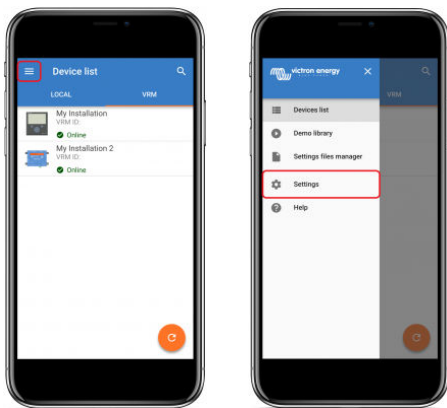 Device list
LOCAL
VRM
My Installation
VRM ID:
Online
My Installation 2
VRM ID:
Online
victron energy
VRM
Devices list
Demo library
Settings files manager
Settings
Help